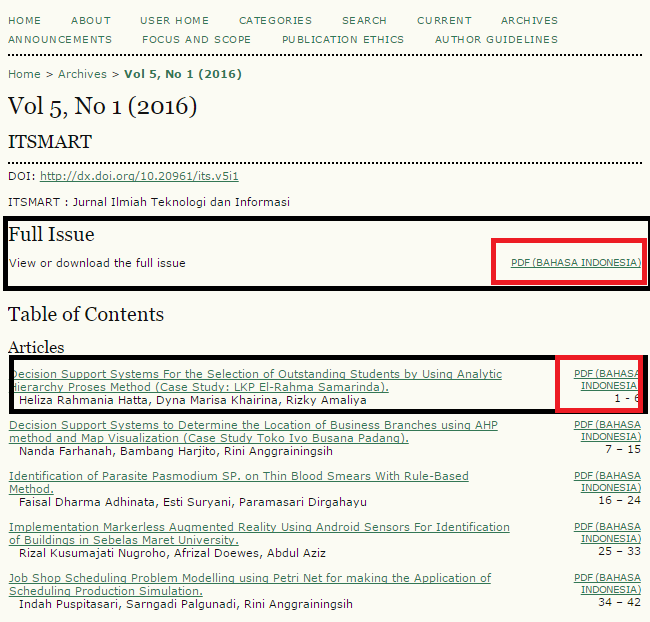 HOME ABOUT USER HOME CATEGORIES SEARCH CURRENT ARCHIVES
ANNOUNCEMENTS FOCUS AND SCOPE PUBLICATION ETHICS AUTHOR GUIDELINES
Home > Archives > Vol 5, No 1 (2016)
Vol 5, No 1 (2016)
ITSMART
DOI: http://dx.doi.org/10.20961/its.v5i1
ITSMART : Jurnal Ilmiah Teknologi dan Informasi
Full Issue
View or download the full issue PDF (BAHASA INDONESIA)
Table of Contents
Articles
Decision Support Systems For the Selection of Outstanding Students by Using Analytic PDF (BAHASA
Hierarchy Proses Method (Case Study: LKP El-Rahma Samarinda). INDONESIA)
Heliza Rahmania Hatta, Dyna Marisa Khairina, Rizky Amaliya 1 - 6
Decision Support Systems to Determine the Location of Business Branches using AHP PDF (BAHASA
method and Map Visualization (Case Study Toko Ivo Busana Padang). INDONESIA)
Nanda Farhanah, Bambang Harjito, Rini Anggrainingsih 7 – 15
Identification of Parasite Pasmodium SP. on Thin Blood Smears With Rule-Based PDF (BAHASA
Method. INDONESIA)
Faisal Dharma Adhinata, Esti Suryani, Paramasari Dirgahayu 16 – 24
Implementation Markerless Augmented Reality Using Android Sensors For Identification PDF (BAHASA
of Buildings in Sebelas Maret University. INDONESIA)
Rizal Kusumajati Nugroho, Afrizal Doewes, Abdul Aziz 25 – 33
Job Shop Scheduling Problem Modelling using Petri Net for making the Application of PDF (BAHASA
Scheduling Production Simulation. INDONESIA)
Indah Puspitasari, Sarngadi Palgunadi, Rini Anggrainingsih 34 – 42